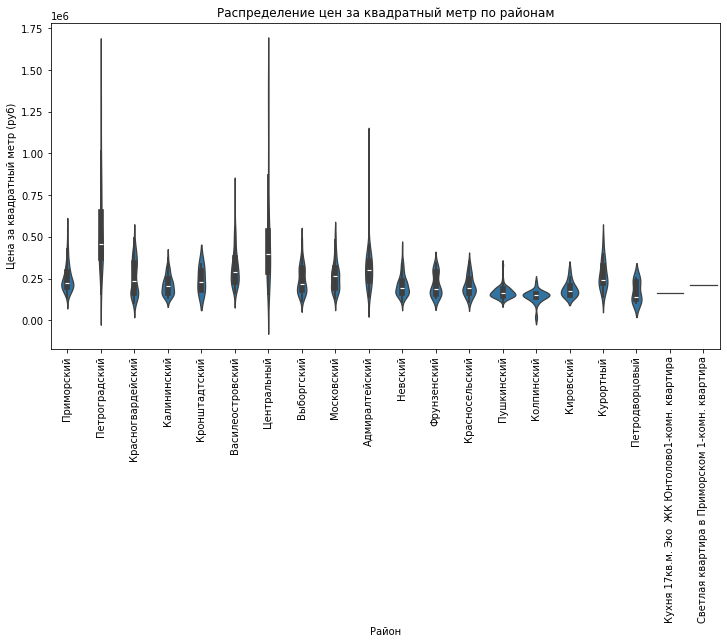 Распределение цен за квадратный метр по районам
1e6
1.75
1.50
1.25
1.00
0.75
0.50
0.25
0.00
Цена за квадратный метр (руб)
Приморский
Петроградский
Красногвардейский
Калининский
Кронштадтский
Василеостровский
Центральный
Выборгский
Московский
Адмиралтейский
Невский
Фрунзенский
Красносельский
Пушкинский
Колпинский
Кировский
Курортный
Петродворцовый
Кухня 17кв.м. Эко  ЖК Юнтолово1-комн. квартира
Светлая квартира в Приморском 1-комн. квартира
Район